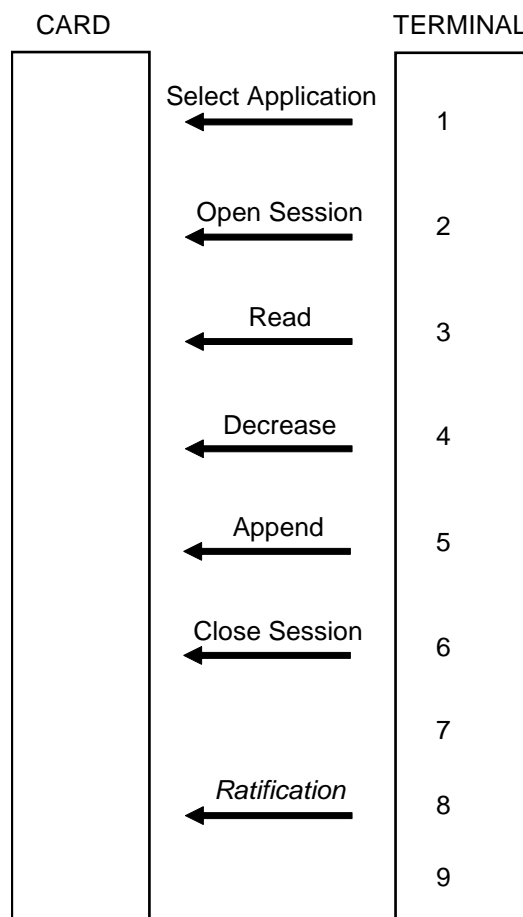 CARD TERMINAL
Select Application 1
Open Session 2
Read 3
Decrease 4
Append 5
Close Session 6
7
Ratification 8
9